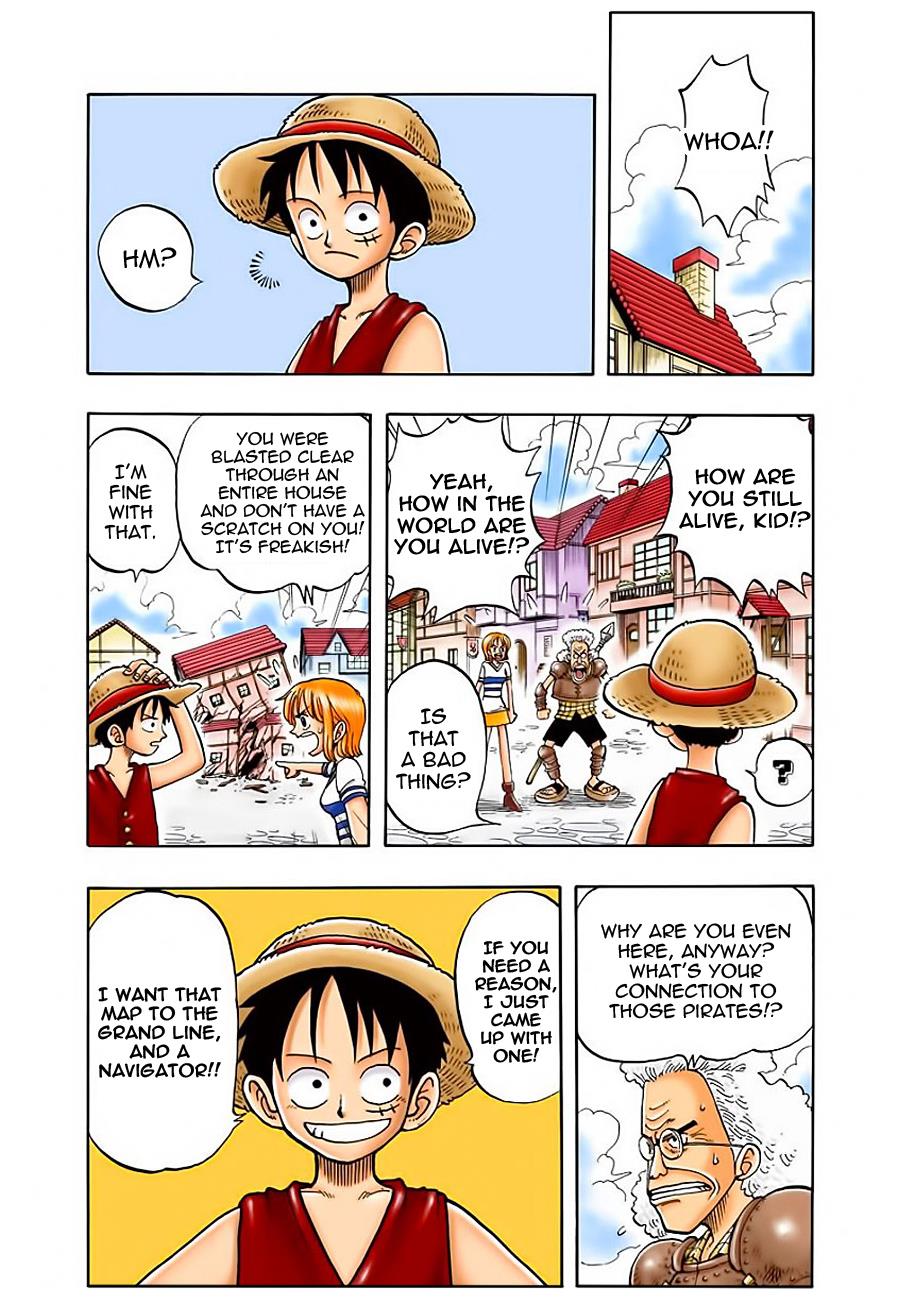 WHOA!!
HM?
HOW ARE
YOU STILL
ALIVE, KID!?
YEAH,
HOW IN THE
WORLD ARE
YOU ALIVE!?
?
IS
THAT
A BAD
THING?
YOU WERE
BLASTED CLEAR
THROUGH AN
ENTIRE HOUSE
AND DON'T HAVE A
SCRATCH ON YOU!
IT'S FREAKISH!
I'M
FINE
WITH
THAT.
WHY ARE YOU EVEN
HERE, ANYWAY?
WHAT'S YOUR
CONNECTION TO
THOSE PIRATES!?
IF YOU
NEED A
REASON,
I JUST
CAME
UP WITH
ONE!
I WANT THAT
MAP TO THE
GRAND LINE,
AND A
NAVIGATOR!!